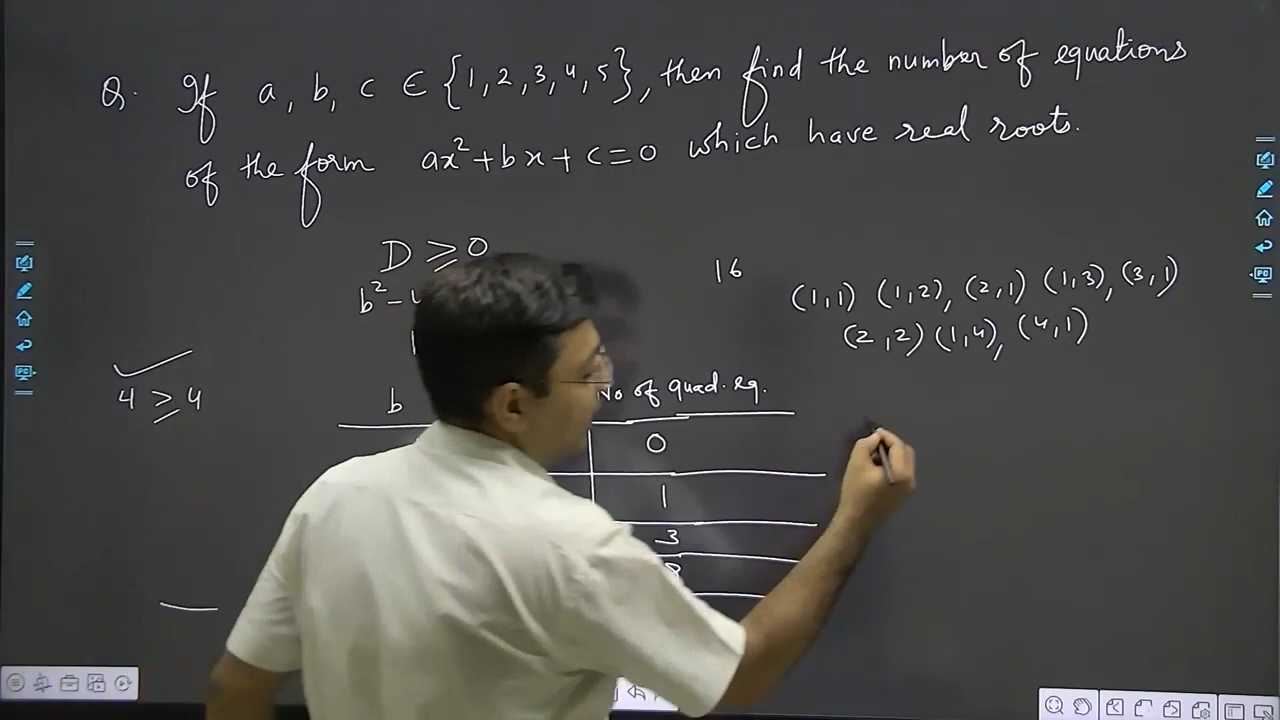 Q. If a, b, c ∈ {1, 2, 3, 4, 5}, then find the number of equations
of the form ax²+bx+c=0 which have real roots.
D ≥ 0
16
(1,1) (1,2), (2,1) (1,3), (3,1)
b² -
(2,2) (1,4), (4,1)
4 ≥ 4
b No of quad. eq.
0
1
3
8